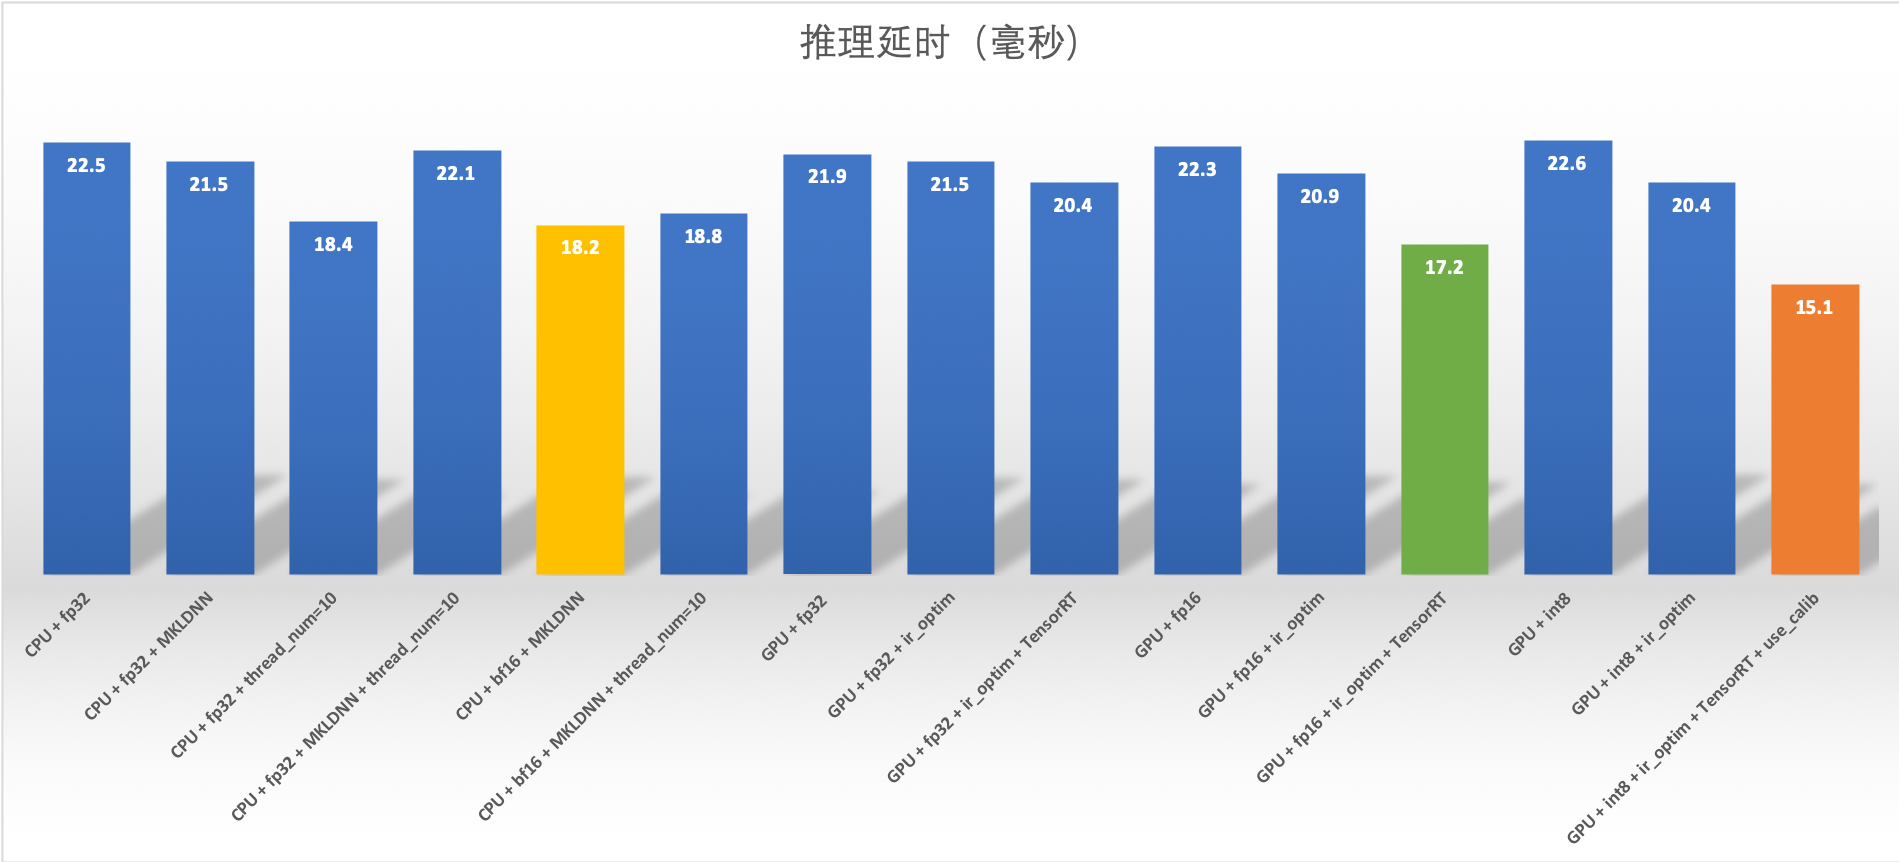 推理延时（毫秒）
22.5
21.5
18.4
22.1
18.2
18.8
21.9
21.5
20.4
22.3
20.9
17.2
22.6
20.4
15.1
CPU + fp32
CPU + fp32 + MKLDNN
CPU + fp32 + thread_num=10
CPU + fp32 + MKLDNN + thread_num=10
CPU + bf16 + MKLDNN
CPU + bf16 + MKLDNN + thread_num=10
GPU + fp32
GPU + fp32 + ir_optim
GPU + fp32 + ir_optim + TensorRT
GPU + fp16
GPU + fp16 + ir_optim
GPU + fp16 + ir_optim + TensorRT
GPU + int8
GPU + int8 + ir_optim
GPU + int8 + ir_optim + TensorRT + use_calib